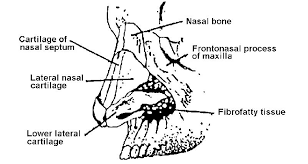 Nasal bone
Cartilage of
nasal septum
Frontonasal process
of maxilla
Lateral nasal
cartilage
Fibrofatty tissue
Lower lateral
cartilage